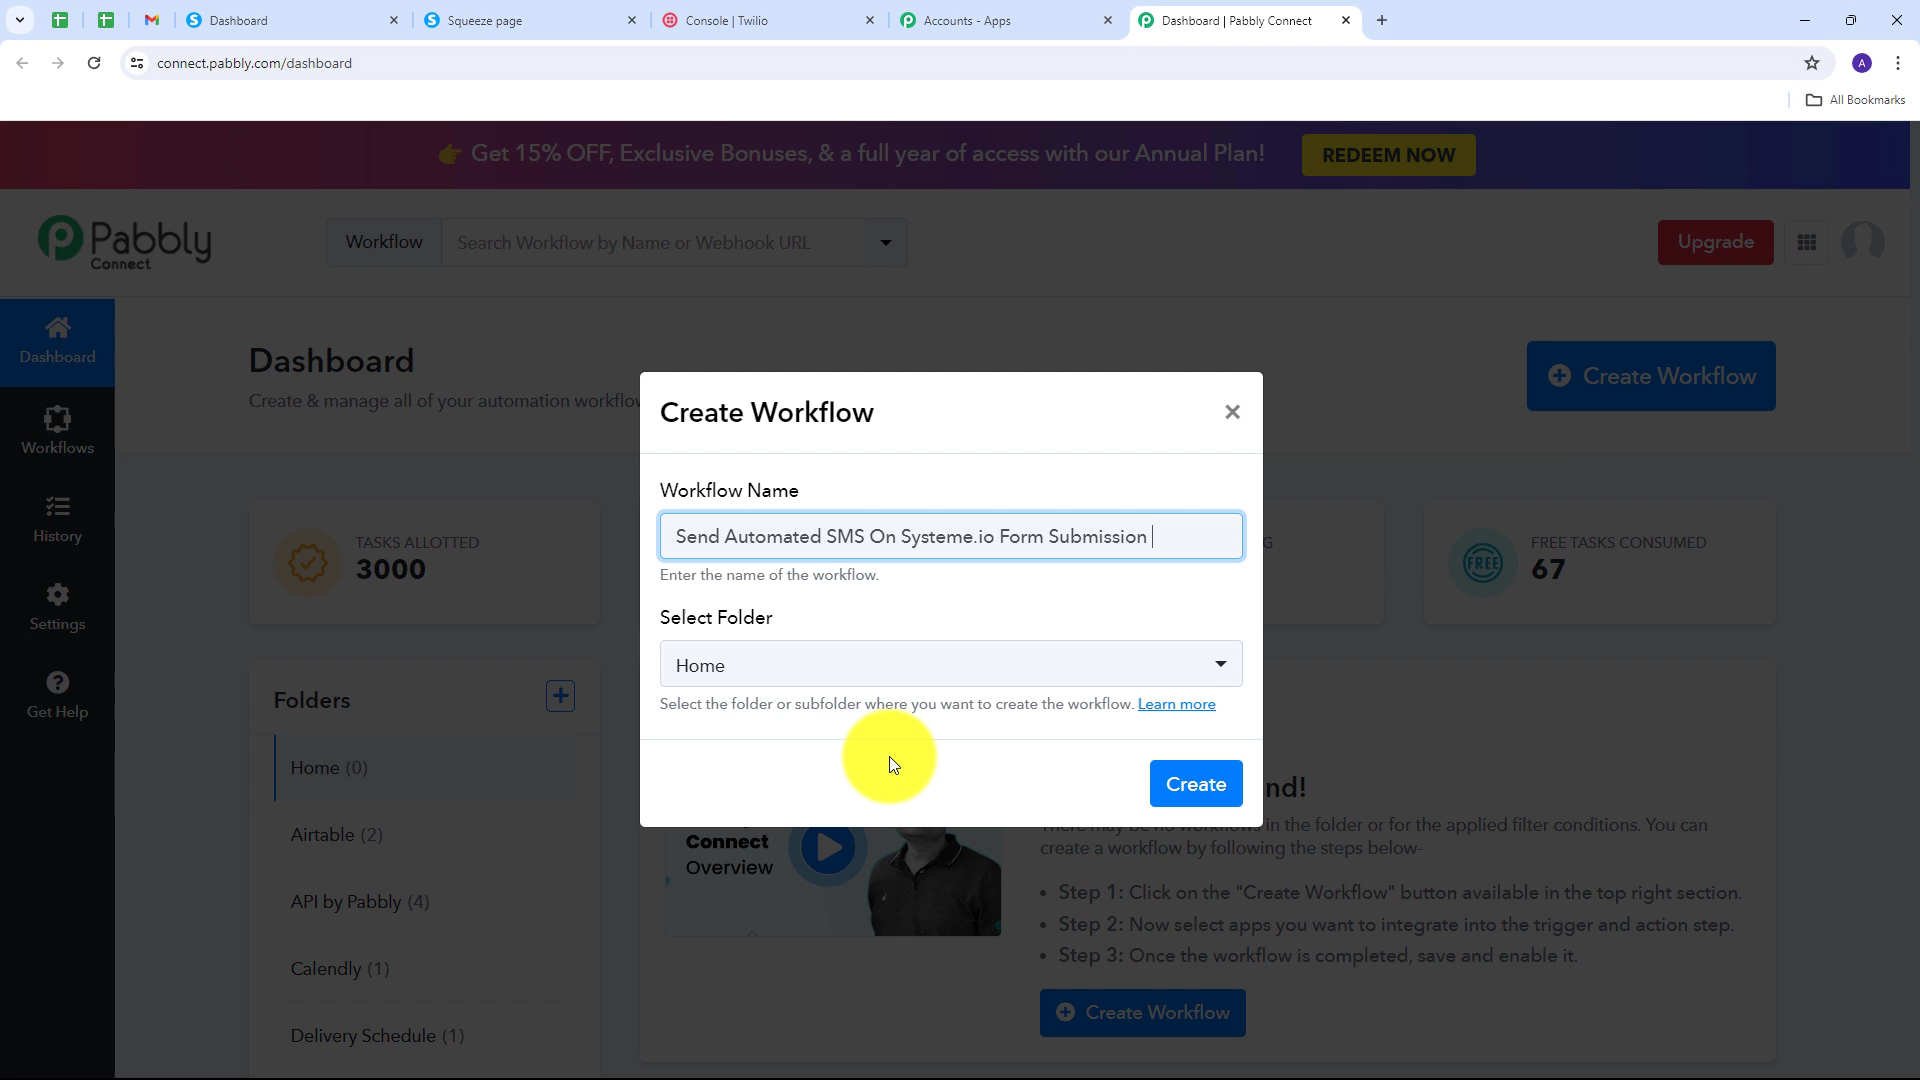 Dashboard
Squeeze page
Console | Twilio
Accounts - Apps
Dashboard | Pabbly Connect
connect.pabbly.com/dashboard
A
All Bookmarks
👉 Get 15% OFF, Exclusive Bonuses, & a full year of access with our Annual Plan!
REDEEM NOW
Pabbly
Connect
Workflow
Search Workflow by Name or Webhook URL
Upgrade
Dashboard
Workflows
History
Settings
Get Help
Dashboard
Create & manage all of your automation workflo
Create Workflow
TASKS ALLOTTED
3000
G
FREE
FREE TASKS CONSUMED
67
Folders
Home (0)
Airtable (2)
API by Pabbly (4)
Calendly (1)
Delivery Schedule (1)
Create Workflow
Workflow Name
Send Automated SMS On Systeme.io Form Submission
Enter the name of the workflow.
Select Folder
Home
Select the folder or subfolder where you want to create the workflow. Learn more
Create
Connect
Overview
nd!
There may be no workflows in the folder or for the applied filter conditions. You can
create a workflow by following the steps below-
• Step 1: Click on the "Create Workflow" button available in the top right section.
• Step 2: Now select apps you want to integrate into the trigger and action step.
• Step 3: Once the workflow is completed, save and enable it.
Create Workflow